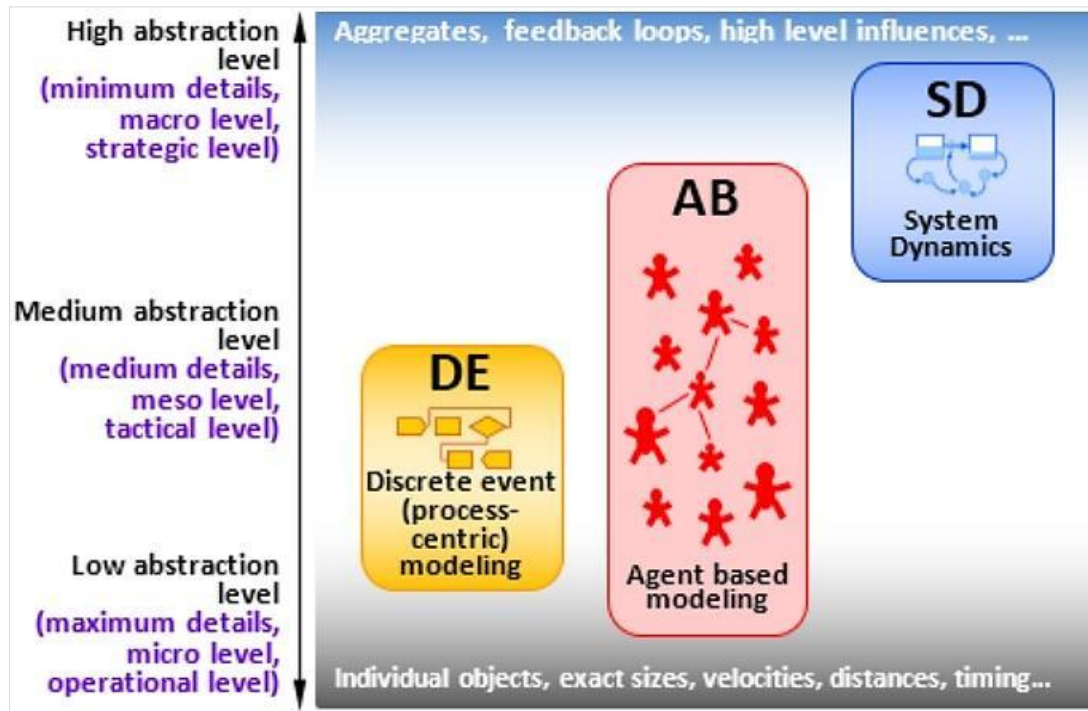 High abstraction
level
(minimum details,
macro level,
strategic level)
Medium abstraction
level
(medium details,
meso level,
tactical level)
Low abstraction
level
(maximum details,
micro level,
operational level)
Aggregates, feedback loops, high level influences, ...
DE
Discrete event
(process-
centric)
modeling
AB
Agent based
modeling
SD
System
Dynamics
Individual objects, exact sizes, velocities, distances, timing...